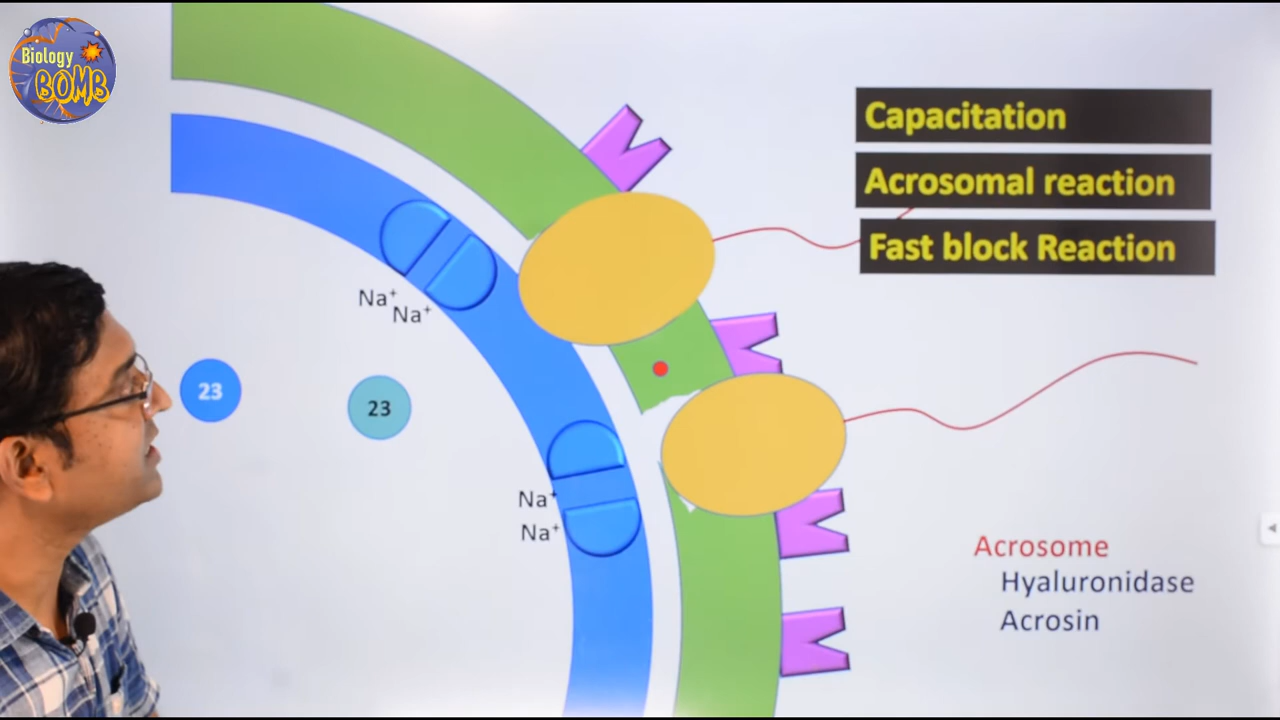 Biology
BOMB
Capacitation
Acrosomal reaction
Fast block Reaction
Na⁺
Na⁺
23
23
Na⁺
Na⁺
Acrosome
Hyaluronidase
Acrosin